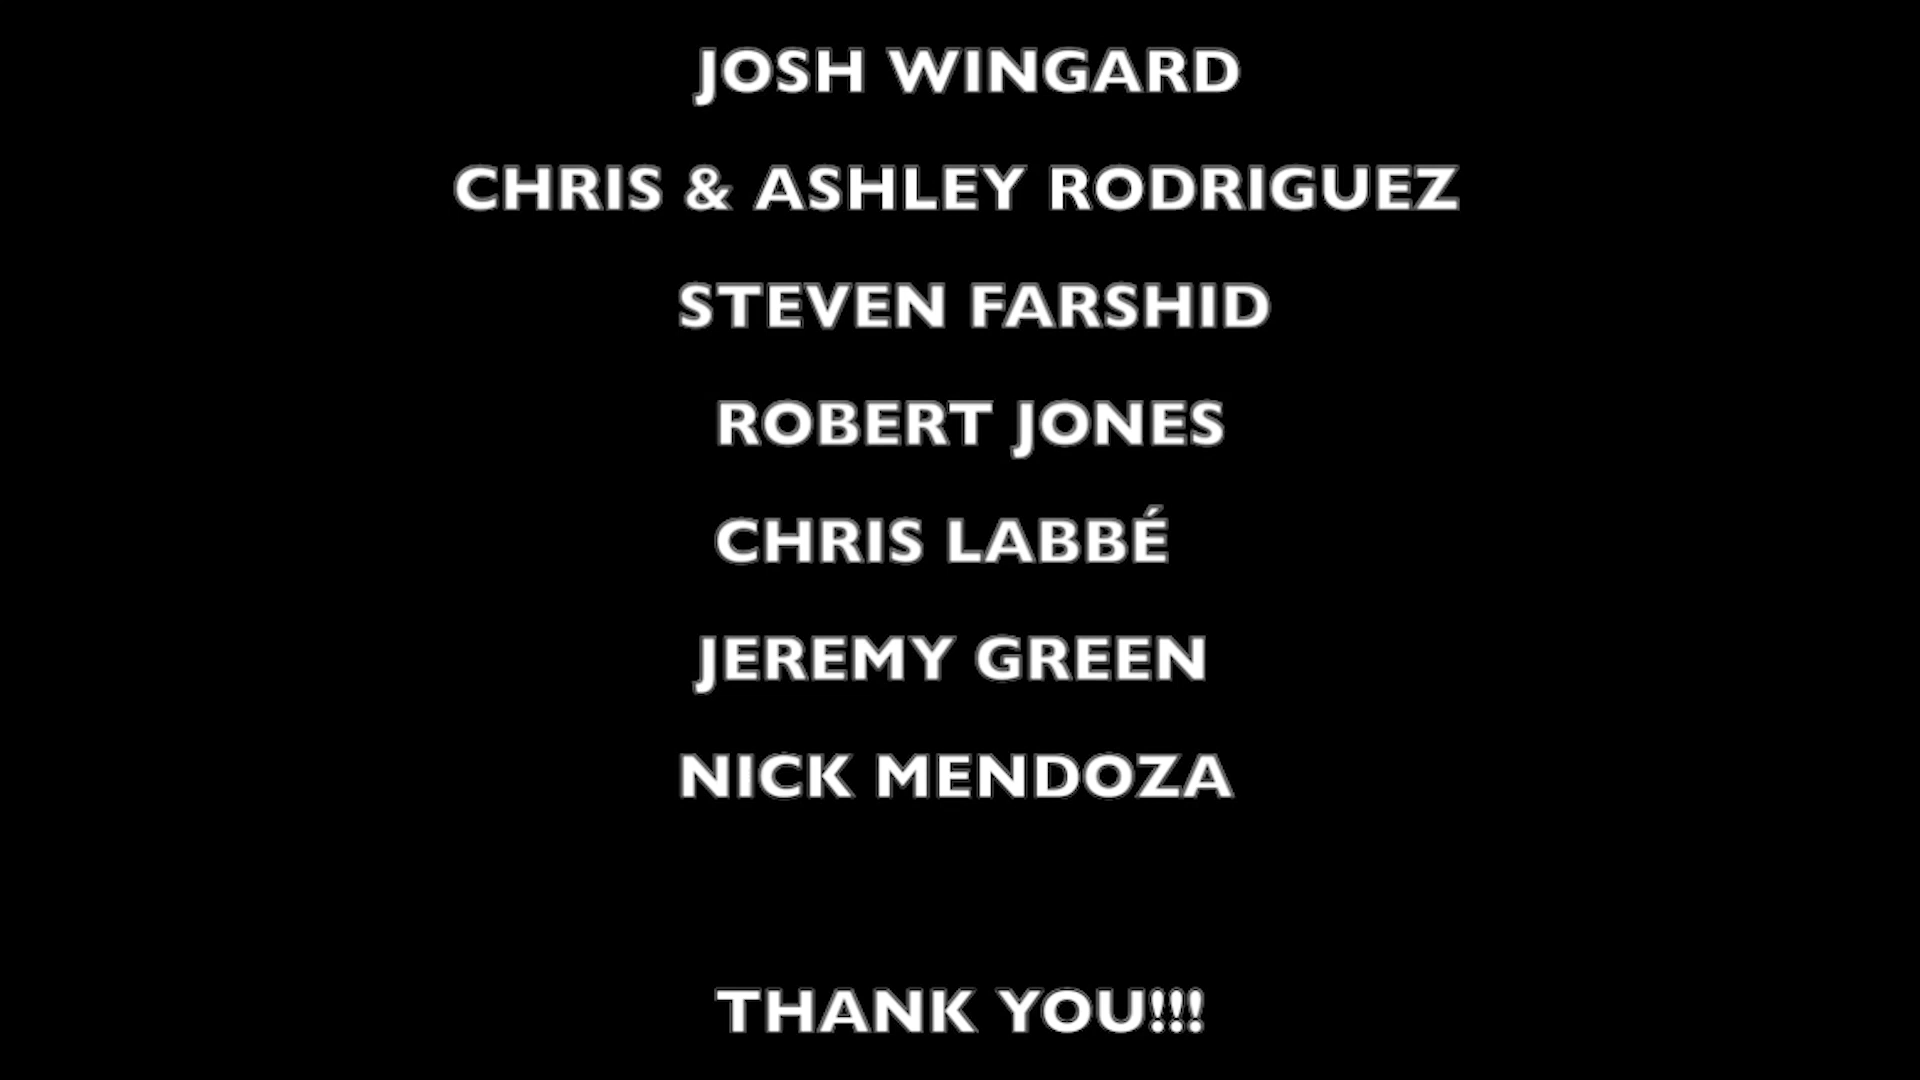 JOSH WINGARD
CHRIS & ASHLEY RODRIGUEZ
STEVEN FARSHID
ROBERT JONES
CHRIS LABBÉ
JEREMY GREEN
NICK MENDOZA
THANK YOU!!!